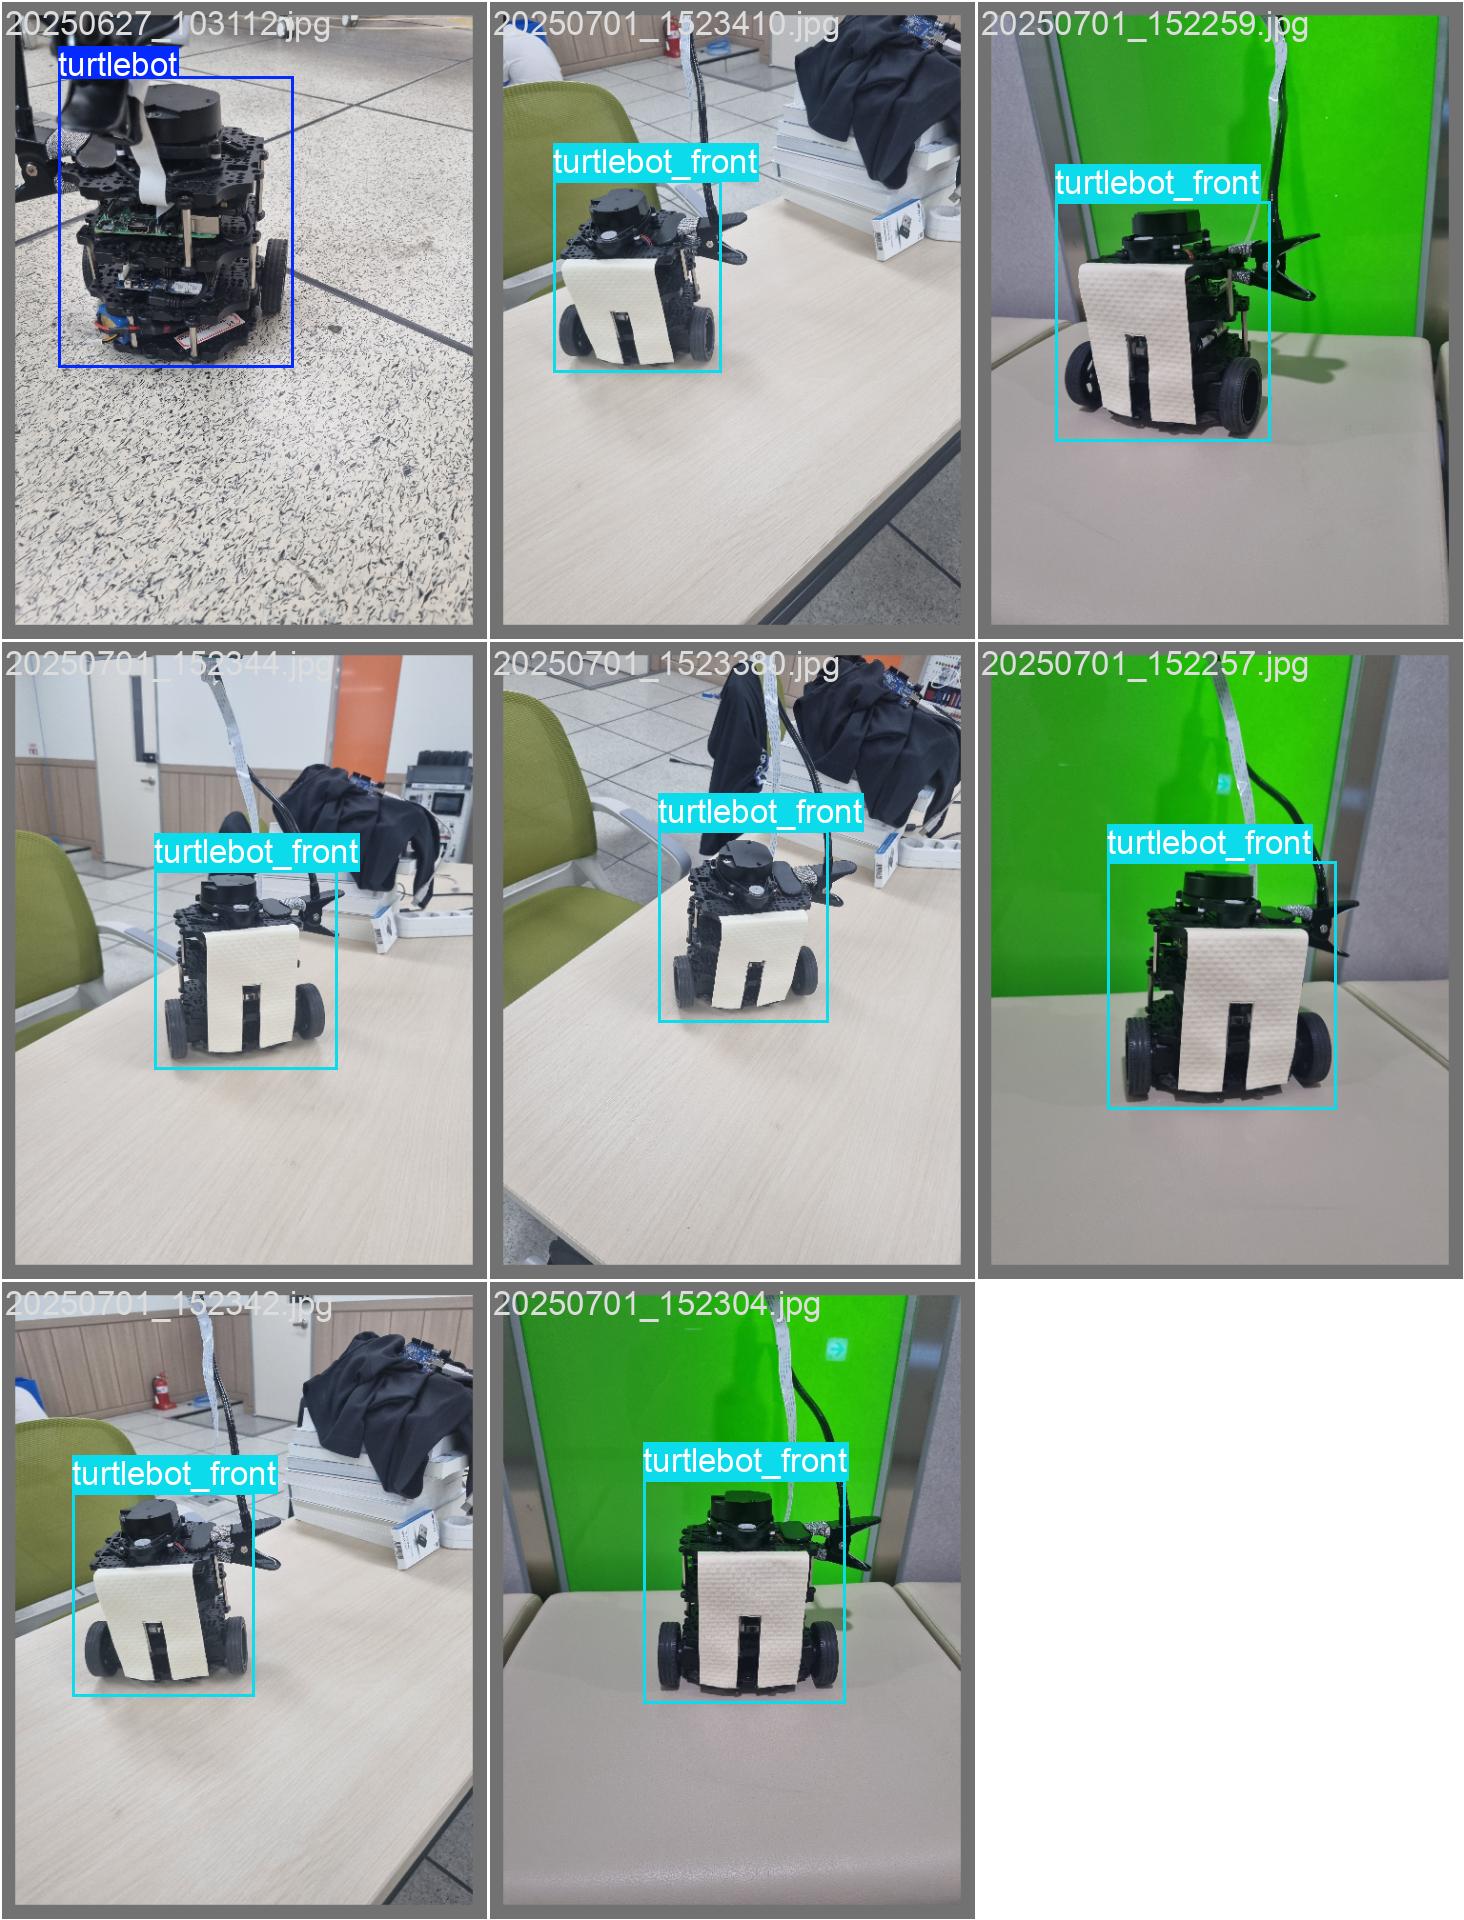 20250627_103112.jpg
turtlebot
20250701_1523410.jpg
turtlebot_front
20250701_152259.jpg
turtlebot_front
20250701_152344.jpg
turtlebot_front
20250701_1523380.jpg
turtlebot_front
20250701_152257.jpg
turtlebot_front
20250701_152342.jpg
turtlebot_front
20250701_152304.jpg
turtlebot_front